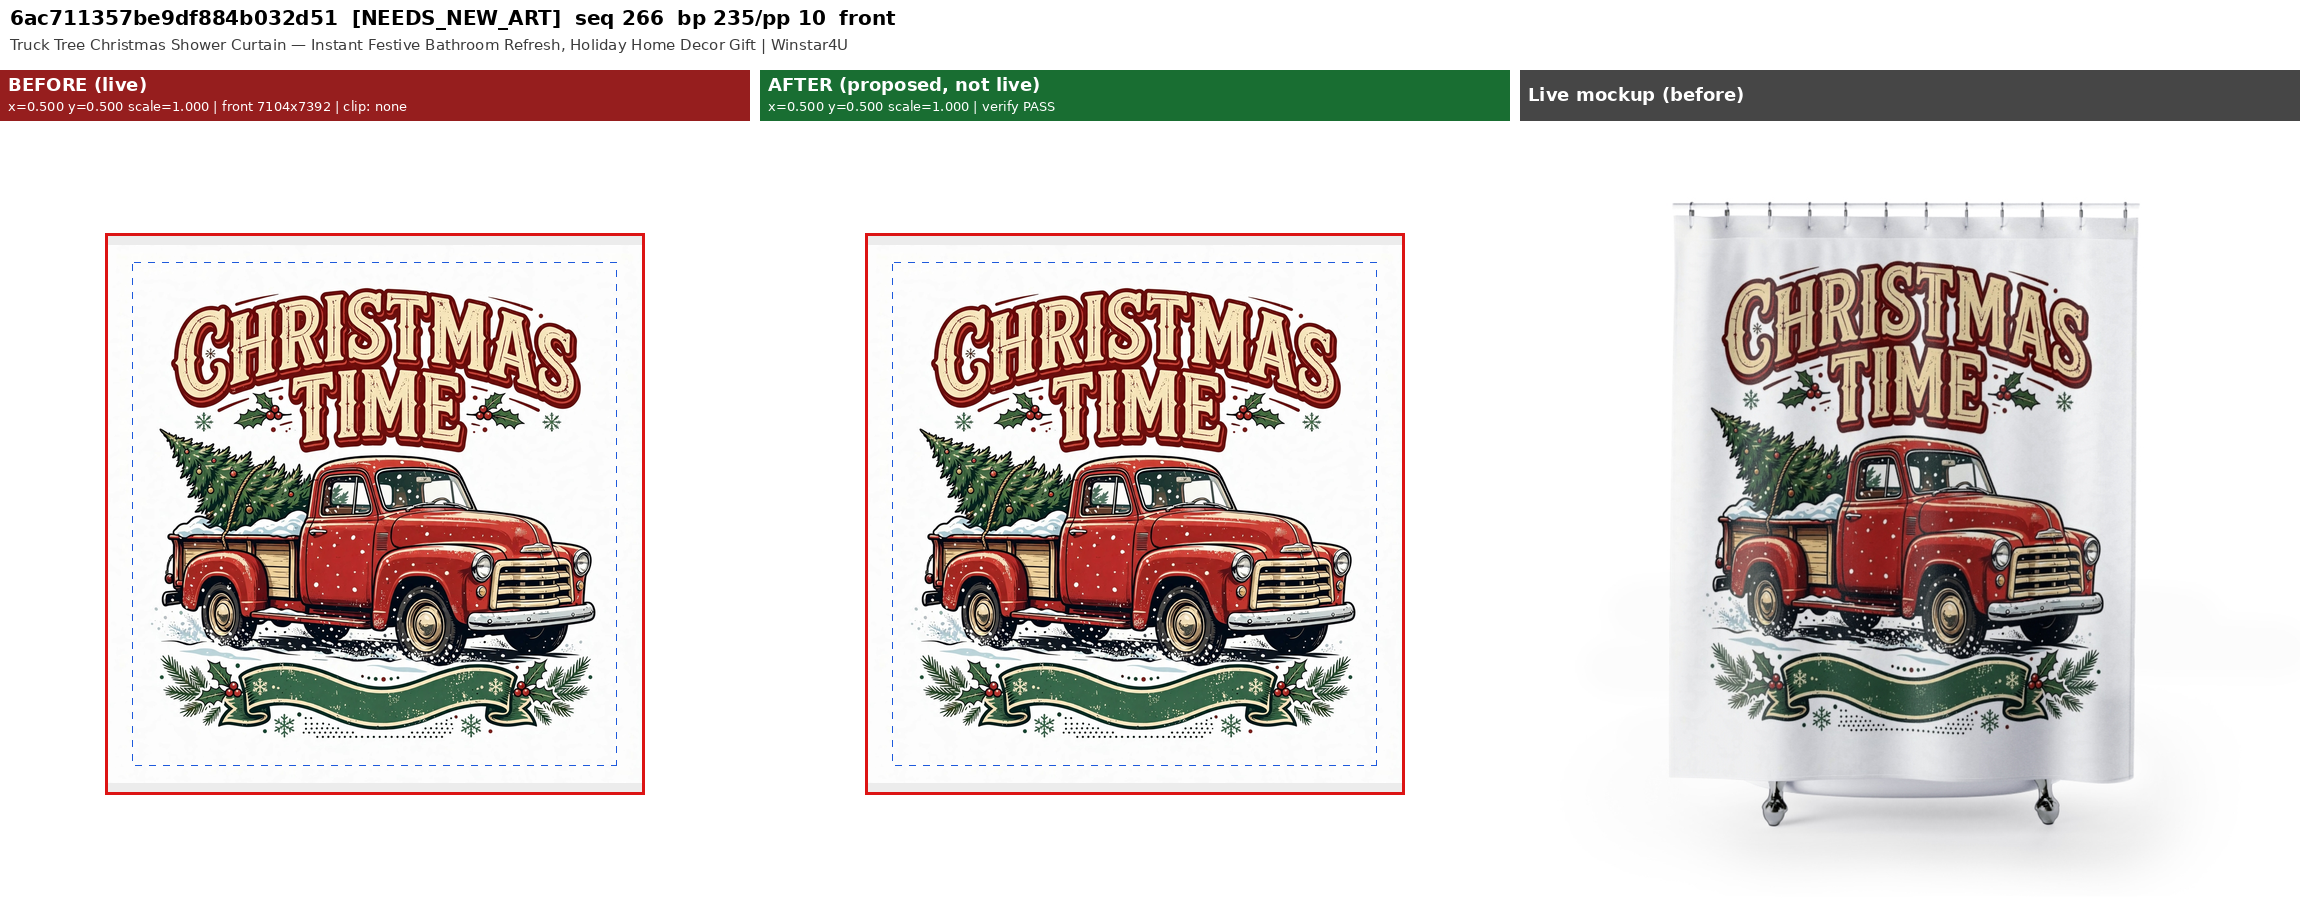 6ac711357be9df884b032d51 [NEEDS_NEW_ART] seq 266 bp 235/pp 10 front
Truck Tree Christmas Shower Curtain — Instant Festive Bathroom Refresh, Holiday Home Decor Gift | Winstar4U
BEFORE (live)
x=0.500 y=0.500 scale=1.000 | front 7104x7392 | clip: none
AFTER (proposed, not live)
x=0.500 y=0.500 scale=1.000 | verify PASS
Live mockup (before)
CHRISTMAS
TIME
CHRISTMAS
TIME
CHRISTMAS
TIME